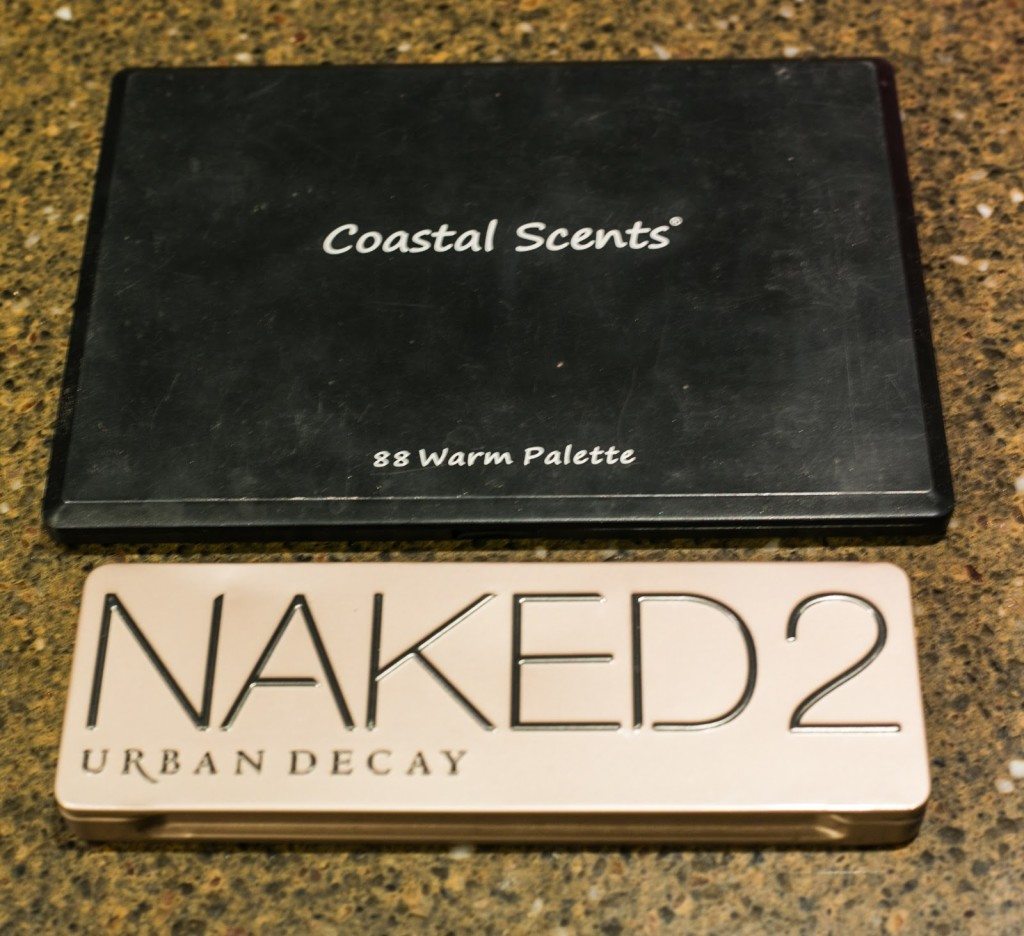 Coastal Scents®
88 Warm Palette
NAKED2
URBAN DECAY